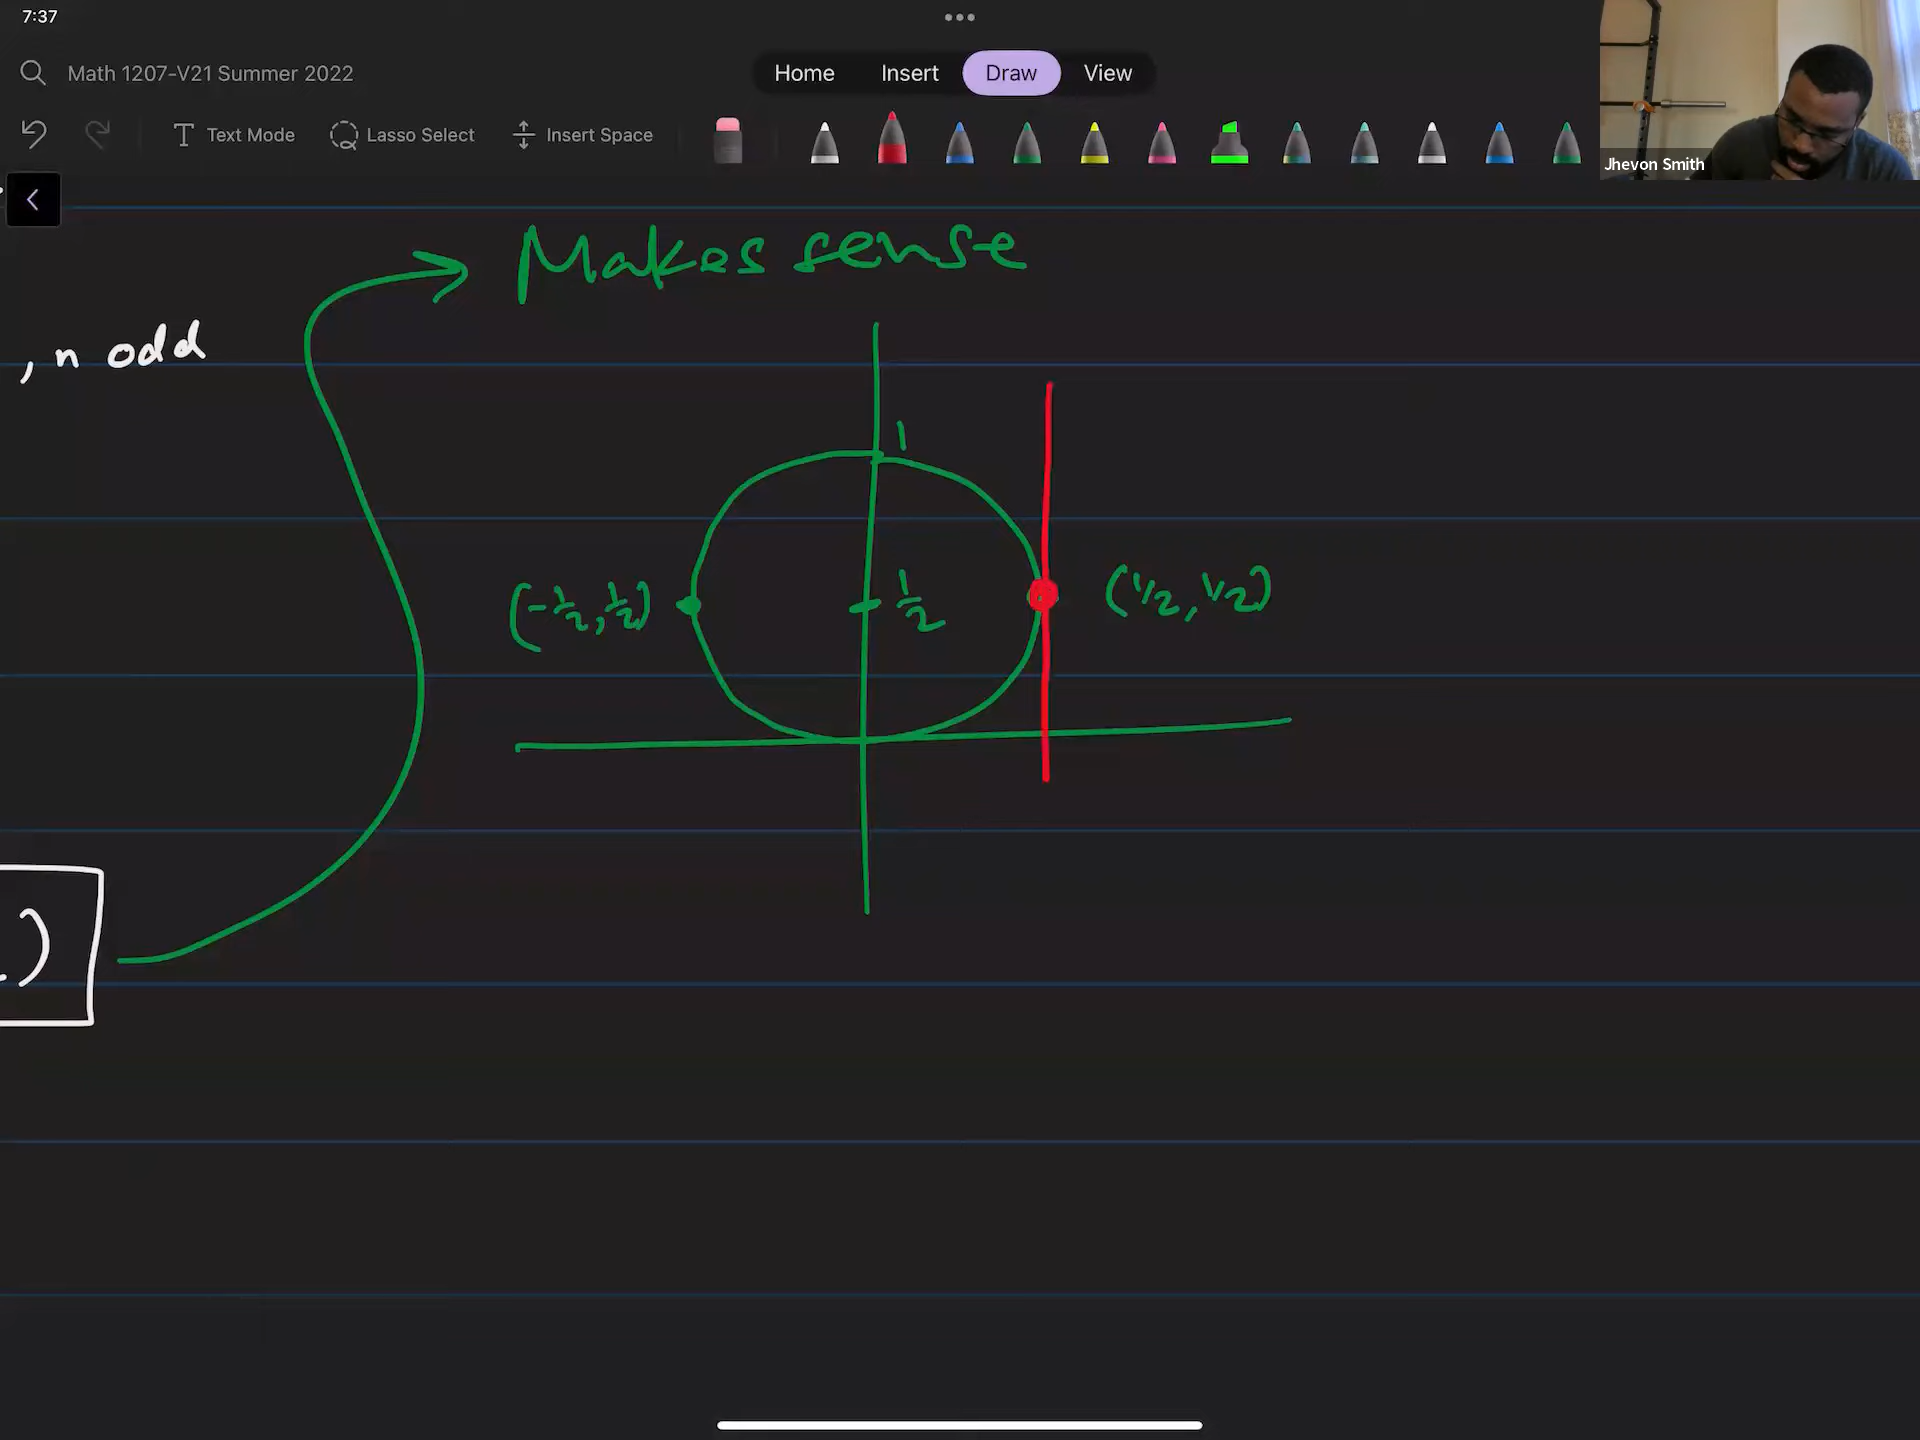 7:37
Math 1207-V21 Summer 2022
Home Insert Draw View
Text Mode Lasso Select Insert Space
Jhevon Smith
Makes sense
, n odd
1
(-1/2, 1/2)
1/2
(1/2, 1/2)
)